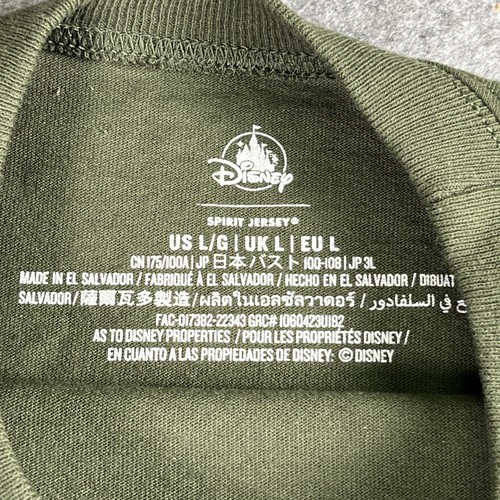 Disney
SPIRIT JERSEY®
US L/G | UK L | EU L
CN 175/100A | JP 日本バスト 100-108 | JP 3L
MADE IN EL SALVADOR / FABRIQUÉ À EL SALVADOR / HECHO EN EL SALVADOR / DIBUAT
SALVADOR / 薩爾瓦多製造 / ผลิตในเอลซัลวาดอร์ / في السلفادور
FAC-017382-22343 GRC# 1060423U1B2
AS TO DISNEY PROPERTIES / POUR LES PROPRIÉTÉS DISNEY /
EN CUANTO A LAS PROPIEDADES DE DISNEY: © DISNEY